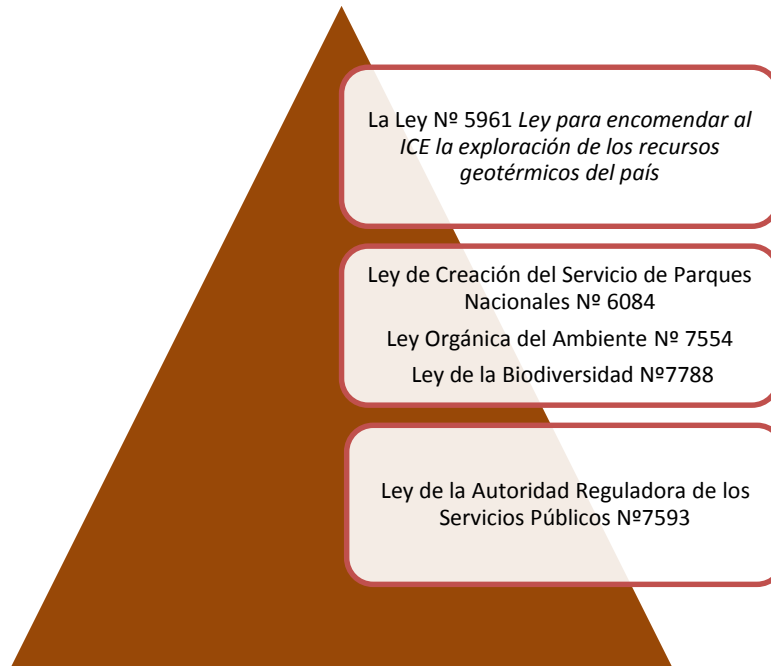 La Ley Nº 5961 Ley para encomendar al
ICE la exploración de los recursos
geotérmicos del país
Ley de Creación del Servicio de Parques
Nacionales Nº 6084
Ley Orgánica del Ambiente Nº 7554
Ley de la Biodiversidad Nº7788
Ley de la Autoridad Reguladora de los
Servicios Públicos Nº7593